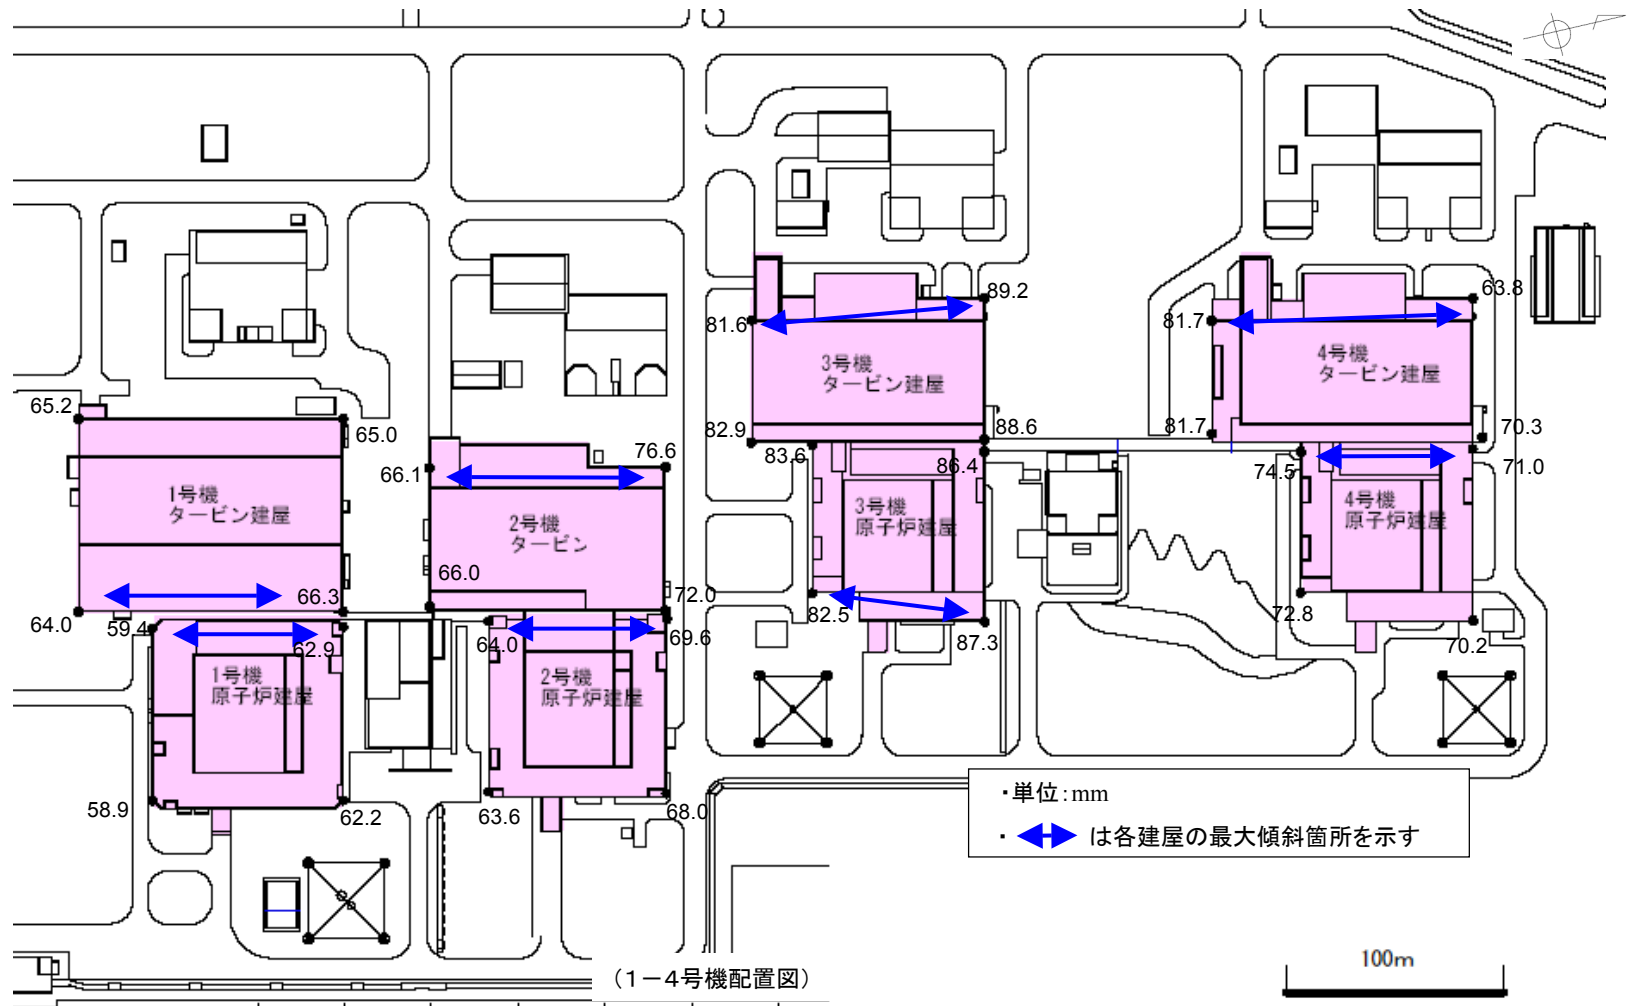 89.2
63.8
81.6
81.7
3号機
タービン建屋
4号機
タービン建屋
65.2
65.0
82.9
88.6
81.7
70.3
83.6
86.4
74.5
71.0
76.6
66.1
1号機
タービン建屋
2号機
タービン
3号機
原子炉建屋
4号機
原子炉建屋
66.0
66.3
72.0
64.0
59.4
62.9
64.0
69.6
82.5
87.3
72.8
70.2
1号機
原子炉建屋
2号機
原子炉建屋
58.9
62.2
63.6
68.0
・単位:mm
・ は各建屋の最大傾斜箇所を示す
(1－4号機配置図)
100m